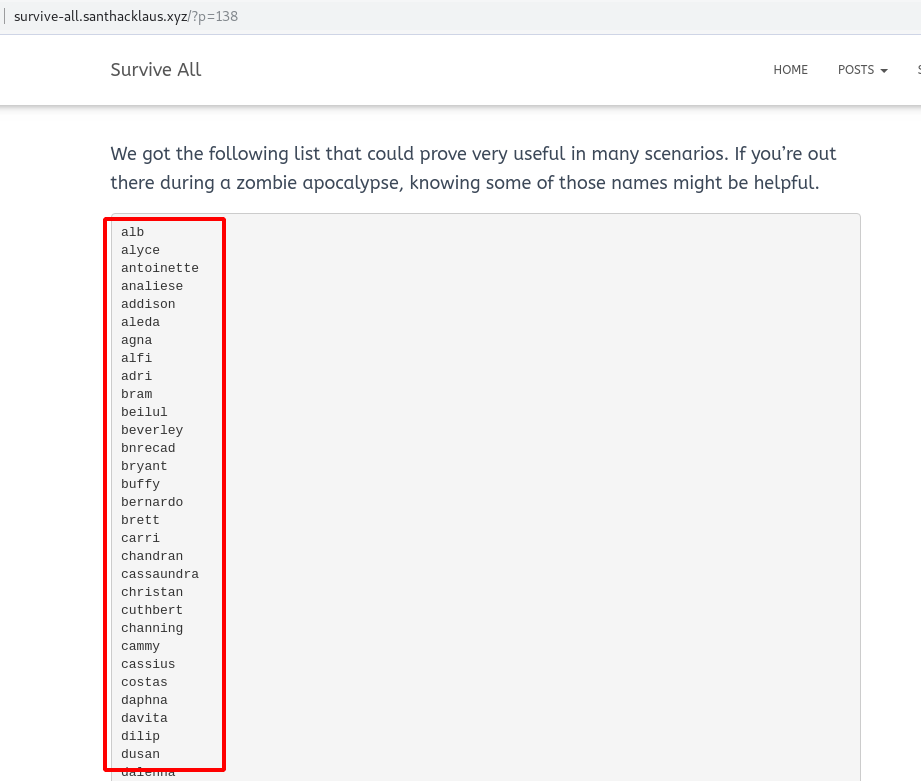 survive-all.santhacklaus.xyz/?p=138
Survive All
HOME
POSTS
We got the following list that could prove very useful in many scenarios. If you’re out
there during a zombie apocalypse, knowing some of those names might be helpful.
alb
alyce
antoinette
analiese
addison
aleda
agna
alfi
adri
bram
beilul
beverley
bnrecad
bryant
buffy
bernardo
brett
carri
chandran
cassaundra
christan
cuthbert
channing
cammy
cassius
costas
daphna
davita
dilip
dusan